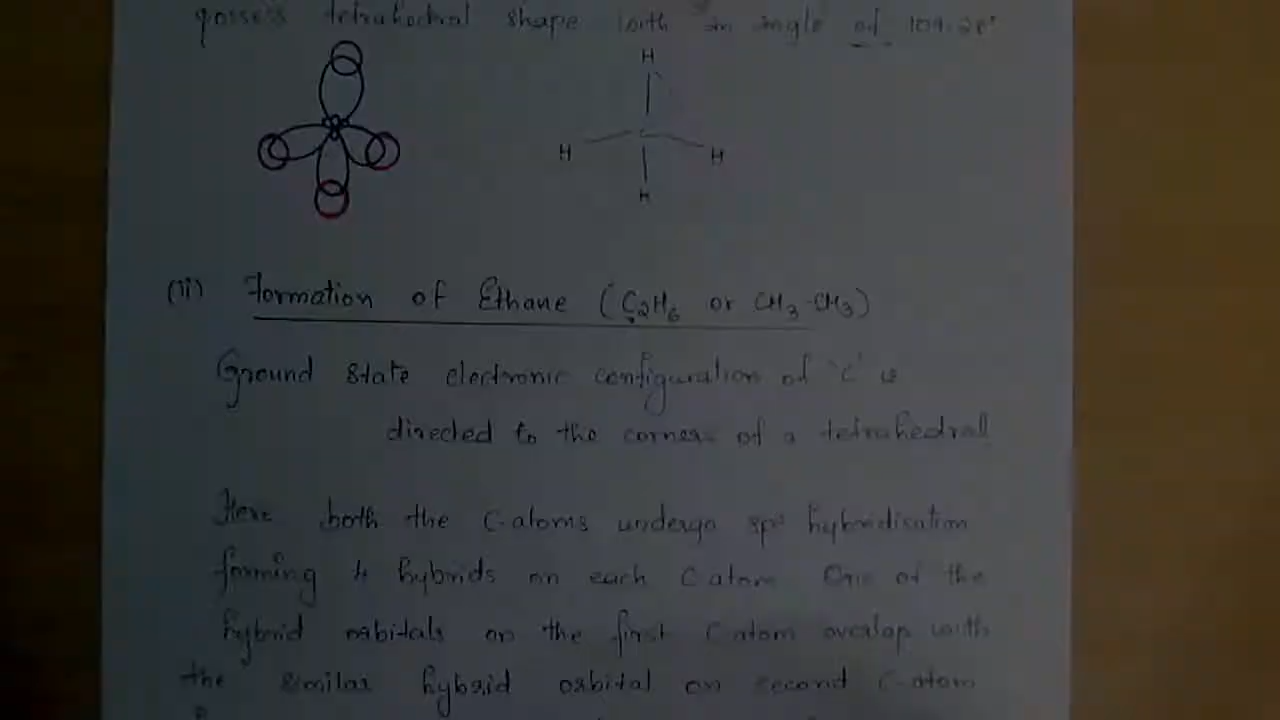 possess tetrahedral shape with an angle of 109.28°
H
C
H H
H
(ii) Formation of Ethane (C2H6 or CH3-CH3)
Ground state electronic configuration of 'C' is
directed to the corners of a tetrahedral
Here both the C-atoms undergo sp3 hybridisation
forming 4 hybrids on each C atom One of the
hybrid orbitals on the first C atom overlap with
the similar hybrid orbital on second C-atom